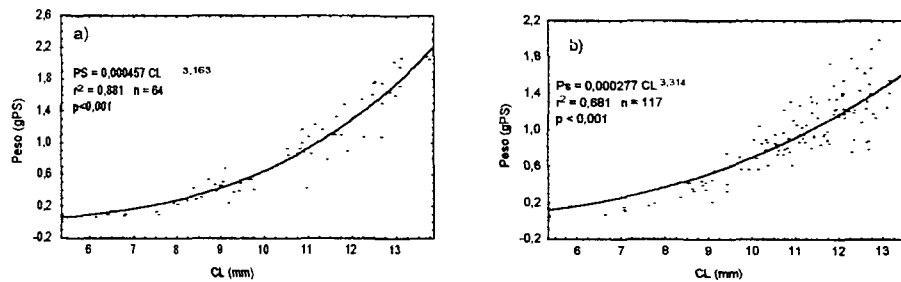 a)
PS = 0,000457 CL 3,163
r² = 0,881 n = 64
p<0,001
Peso (gPS)
2,6
2,2
1,8
1,4
1,0
0,6
0,2
-0,2
6 7 8 9 10 11 12 13
CL (mm)
b)
Ps = 0,000277 CL 3,314
r² = 0,681 n = 117
p < 0,001
Peso (gPS)
2,2
1,8
1,4
1,0
0,6
0,2
-0,2
6 7 8 9 10 11 12 13
CL (mm)